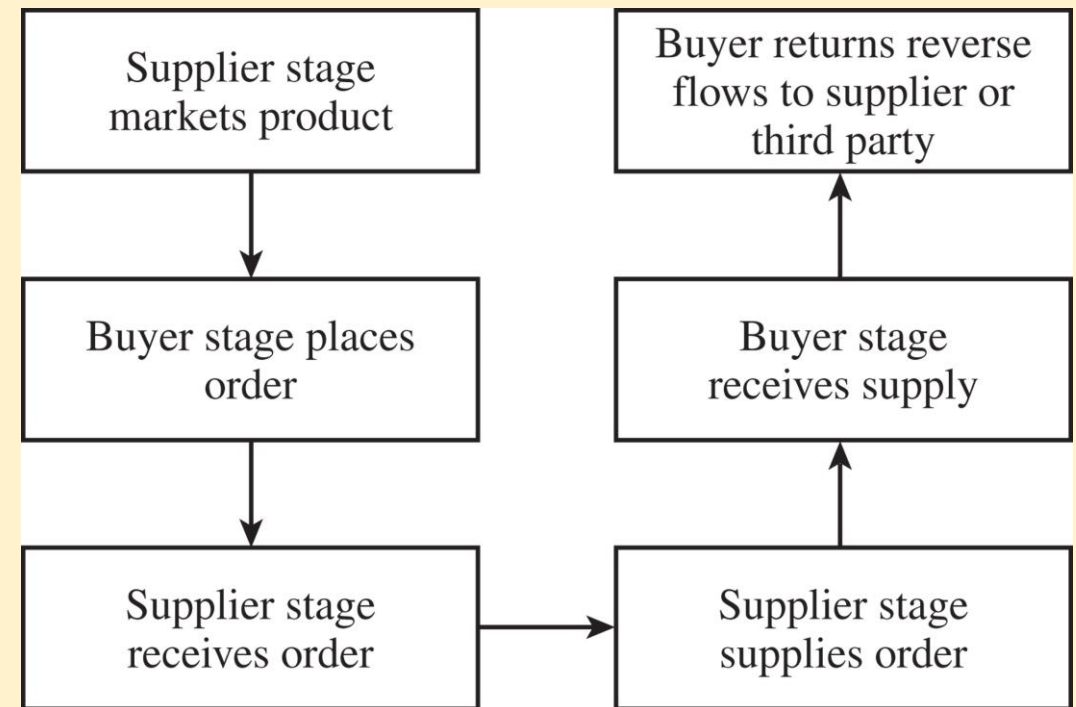 Supplier stage
markets product
Buyer stage places
order
Supplier stage
receives order
Supplier stage
supplies order
Buyer stage
receives supply
Buyer returns reverse
flows to supplier or
third party